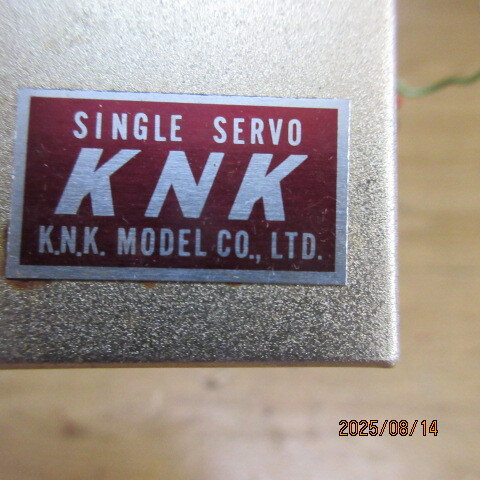 SINGLE SERVO
KNK
K.N.K. MODEL CO., LTD.
2025/08/14